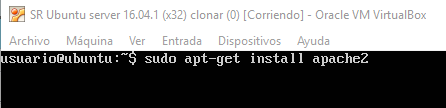 SR Ubuntu server 16.04.1 (x32) clonar (0) [Corriendo] - Oracle VM VirtualBox
Archivo Máquina Ver Entrada Dispositivos Ayuda
usuario@ubuntu:~$ sudo apt-get install apache2